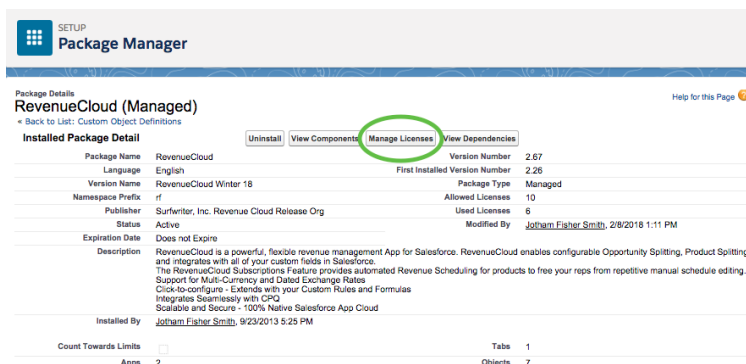 SETUP
Package Manager
Package Details
RevenueCloud (Managed)
Help for this Page
« Back to List: Custom Object Definitions
Installed Package Detail
Uninstall View Components Manage Licenses View Dependencies
Package Name RevenueCloud Version Number 2.67
Language English First Installed Version Number 2.26
Version Name RevenueCloud Winter 18 Package Type Managed
Namespace Prefix rf Allowed Licenses 10
Publisher Surfwriter, Inc. Revenue Cloud Release Org Used Licenses 6
Status Active Modified By Jotham Fisher Smith, 2/8/2018 1:11 PM
Expiration Date Does not Expire
Description RevenueCloud is a powerful, flexible revenue management App for Salesforce. RevenueCloud enables configurable Opportunity Splitting, Product Splitting
and integrates with all of your custom fields in Salesforce.
The RevenueCloud Subscriptions Feature provides automated Revenue Scheduling for products to free your reps from repetitive manual schedule editing.
Support for Multi-Currency and Dated Exchange Rates
Click-to-configure - Extends with your Custom Rules and Formulas
Integrates Seamlessly with CPQ
Scalable and Secure - 100% Native Salesforce App Cloud
Installed By Jotham Fisher Smith, 9/23/2013 5:25 PM
Count Towards Limits Tabs 1
Apps 2 Objects 7